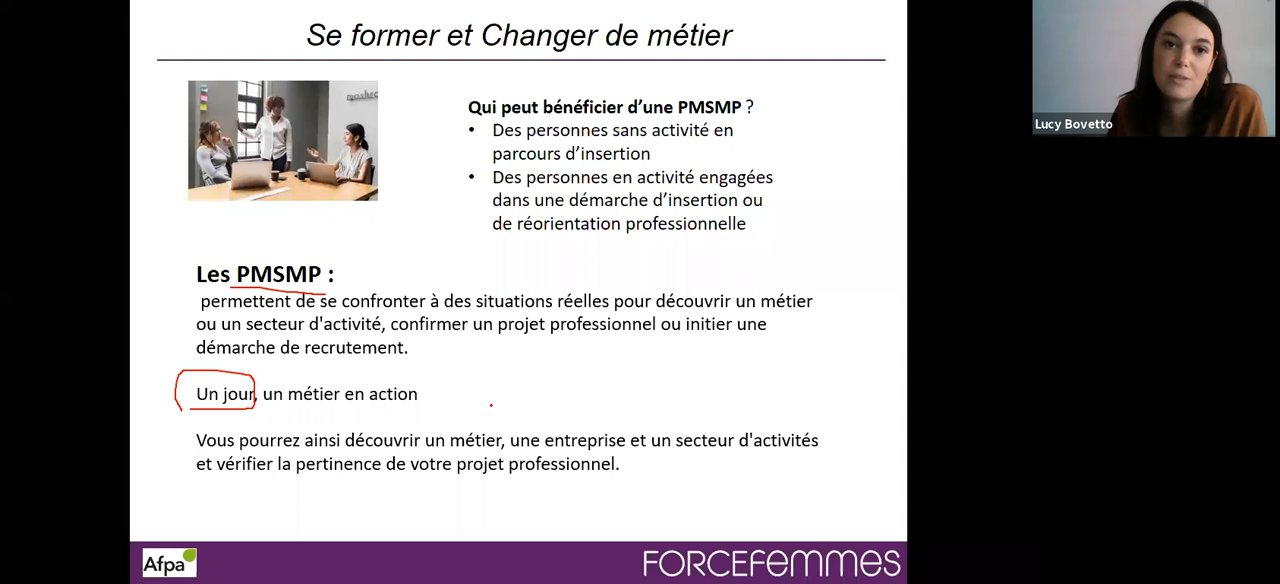 Se former et Changer de métier
Lucy Bovetto
Qui peut bénéficier d’une PMSMP ?
• Des personnes sans activité en
parcours d’insertion
• Des personnes en activité engagées
dans une démarche d’insertion ou
de réorientation professionnelle
Les PMSMP :
permettent de se confronter à des situations réelles pour découvrir un métier
ou un secteur d'activité, confirmer un projet professionnel ou initier une
démarche de recrutement.
Un jour, un métier en action
Vous pourrez ainsi découvrir un métier, une entreprise et un secteur d'activités
et vérifier la pertinence de votre projet professionnel.
Afpa
FORCEFEMMES